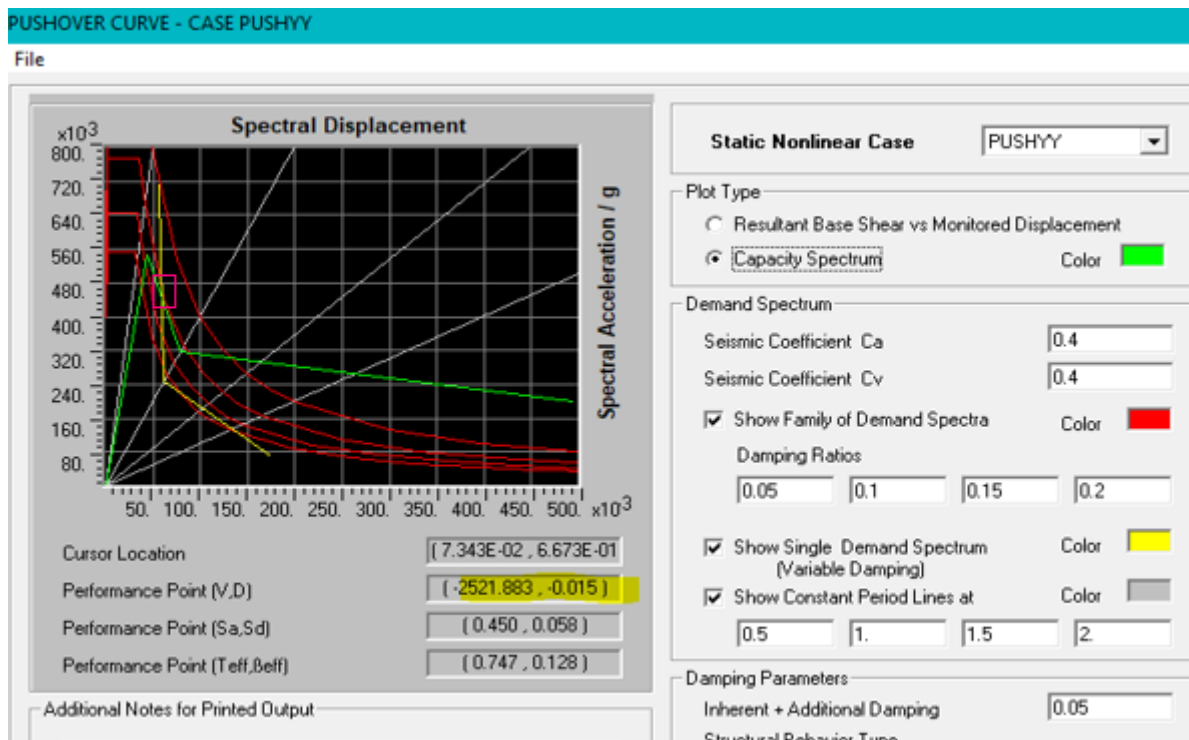 PUSHOVER CURVE - CASE PUSHYY
File
Spectral Displacement
x10³
800.
720.
640.
560.
480.
400.
320.
240.
160.
80.
Spectral Acceleration / g
50. 100. 150. 200. 250. 300. 350. 400. 450. 500. x10⁻³
Cursor Location (7.343E-02 , 6.673E-01
Performance Point (V,D) ( -2521.883 , -0.015 )
Performance Point (Sa,Sd) ( 0.450 , 0.058 )
Performance Point (Teff,βeff) ( 0.747 , 0.128 )
Additional Notes for Printed Output
Static Nonlinear Case PUSHYY
Plot Type
Resultant Base Shear vs Monitored Displacement
Capacity Spectrum Color
Demand Spectrum
Seismic Coefficient Ca 0.4
Seismic Coefficient Cv 0.4
Show Family of Demand Spectra Color
Damping Ratios
0.05 0.1 0.15 0.2
Show Single Demand Spectrum Color
(Variable Damping)
Show Constant Period Lines at Color
0.5 1. 1.5 2.
Damping Parameters
Inherent + Additional Damping 0.05
Structural Behavior Type